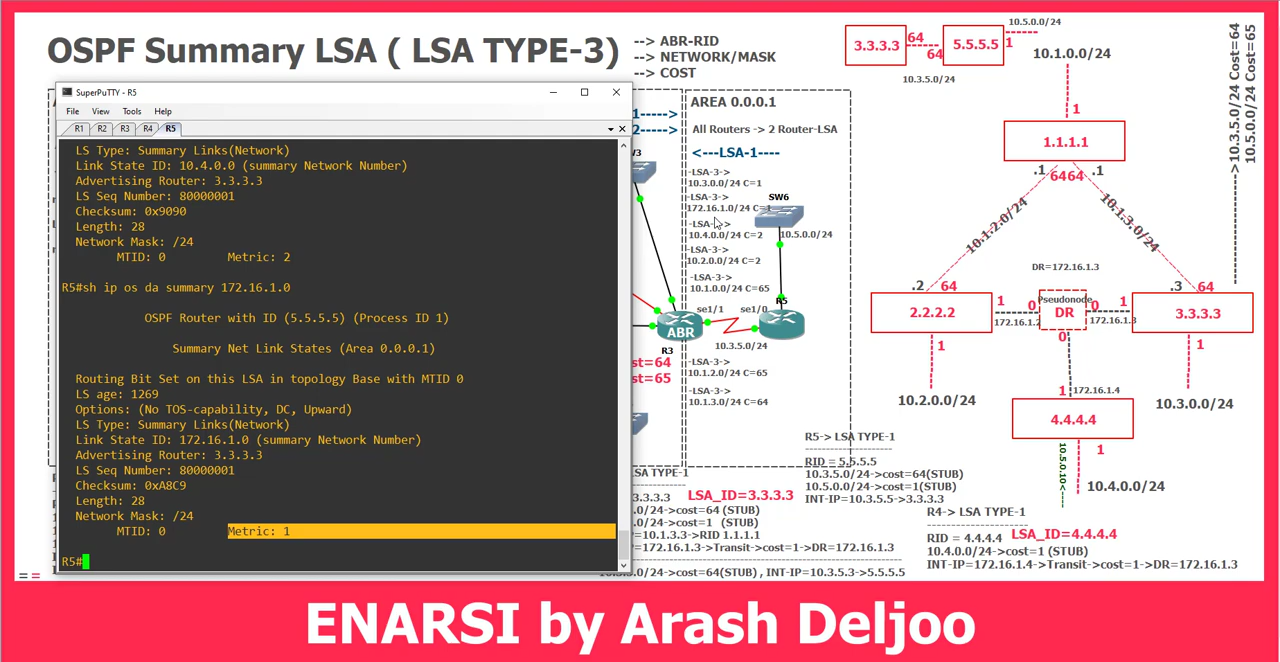 OSPF Summary LSA ( LSA TYPE-3)
--> ABR-RID
--> NETWORK/MASK
--> COST
SuperPuTTY - R5
File View Tools Help
R1 R2 R3 R4 R5
LS Type: Summary Links(Network)
Link State ID: 10.4.0.0 (summary Network Number)
Advertising Router: 3.3.3.3
LS Seq Number: 80000001
Checksum: 0x9090
Length: 28
Network Mask: /24
MTID: 0 Metric: 2
R5#sh ip os da summary 172.16.1.0
OSPF Router with ID (5.5.5.5) (Process ID 1)
Summary Net Link States (Area 0.0.0.1)
Routing Bit Set on this LSA in topology Base with MTID 0
LS age: 1269
Options: (No TOS-capability, DC, Upward)
LS Type: Summary Links(Network)
Link State ID: 172.16.1.0 (summary Network Number)
Advertising Router: 3.3.3.3
LS Seq Number: 80000001
Checksum: 0xA8C9
Length: 28
Network Mask: /24
MTID: 0 Metric: 1
R5#
1----->
2----->
AREA 0.0.0.1
All Routers -> 2 Router-LSA
<---LSA-1----
-LSA-3->
10.3.0.0/24 C=1
-LSA-3->
172.16.1.0/24 C=1
10.4.0.0/24 C=2
-LSA-3->
10.2.0.0/24 C=2
-LSA-3->
10.1.0.0/24 C=65
SW6
10.5.0.0/24
R5
se1/1 se1/0
ABR
R3
10.3.5.0/24
ost=64
ost=65
-LSA-3->
10.1.2.0/24 C=65
-LSA-3->
10.1.3.0/24 C=64
R5-> LSA TYPE-1
RID = 5.5.5.5
10.3.5.0/24->cost=64(STUB)
10.5.0.0/24->cost=1(STUB)
INT-IP=10.3.5.5->3.3.3.3
LSA TYPE-1
3.3.3.3 LSA_ID=3.3.3.3
/24->cost=64 (STUB)
/24->cost=1 (STUB)
=10.1.3.3->RID 1.1.1.1
P=172.16.1.3->Transit->cost=1->DR=172.16.1.3
/24->cost=64(STUB) , INT-IP=10.3.5.3->5.5.5.5
R4-> LSA TYPE-1
RID = 4.4.4.4 LSA_ID=4.4.4.4
10.4.0.0/24->cost=1 (STUB)
INT-IP=172.16.1.4->Transit->cost=1->DR=172.16.1.3
3.3.3.3 64 64 5.5.5.5 1
10.5.0.0/24
10.3.5.0/24
10.1.0.0/24
1
1.1.1.1
.1 6464 .1
10.1.2.0/24
10.1.3.0/24
DR=172.16.1.3
.2 64
2.2.2.2
1
1 0
Pseudonode
DR
0 1
0
172.16.1.2
172.16.1.3
.3 64
3.3.3.3
1
10.2.0.0/24
10.3.0.0/24
172.16.1.4
1
4.4.4.4
1
10.4.0.0/24
10.5.0.10<----
->10.3.5.0/24 Cost=64
10.5.0.0/24 Cost=65
ENARSI by Arash Deljoo